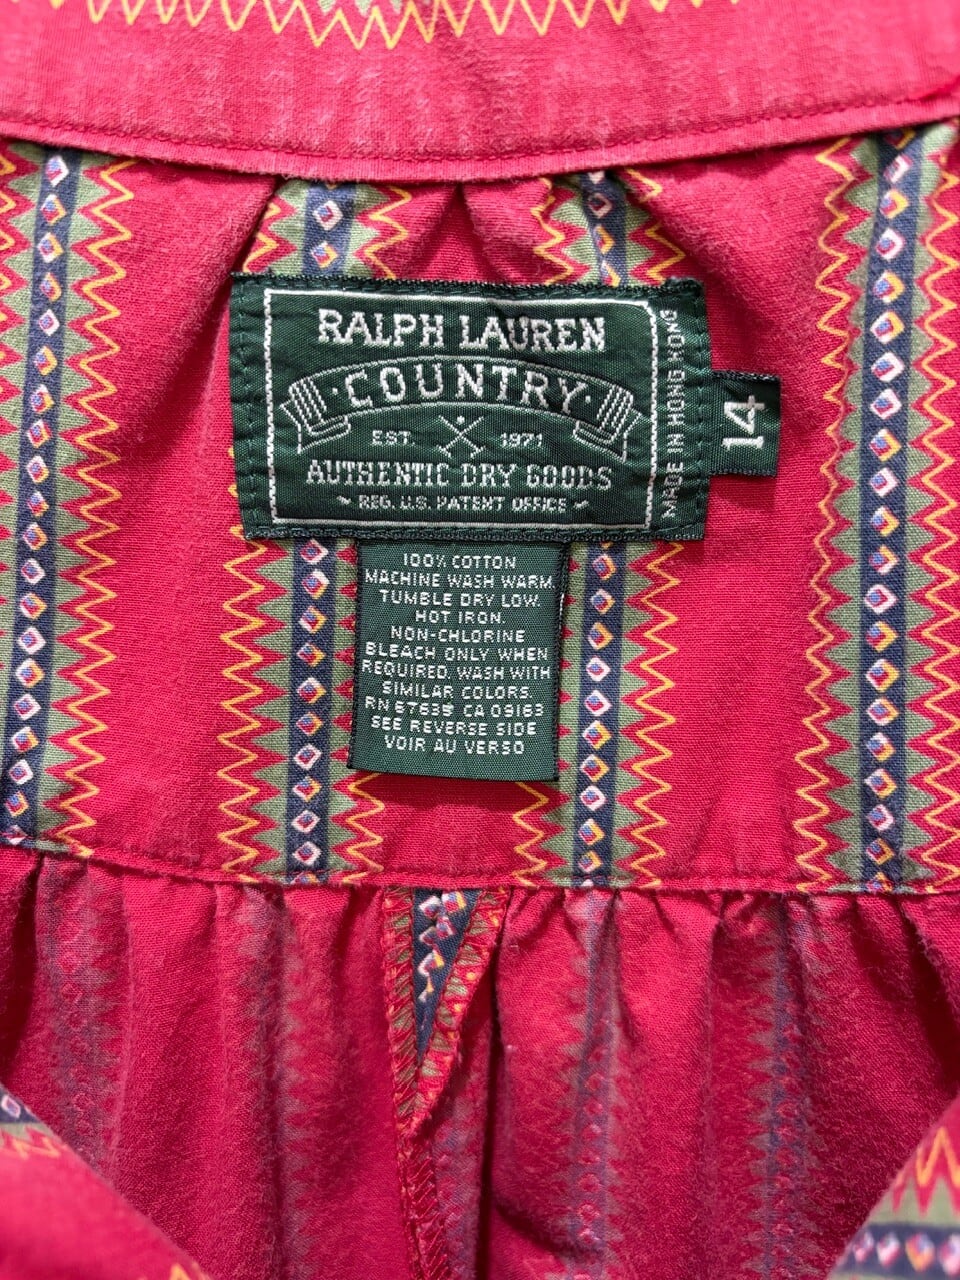 RALPH LAUREN
·COUNTRY·
EST. 1971
AUTHENTIC DRY GOODS
~ REG. U.S. PATENT OFFICE ~
MADE IN HONG KONG
14
100% COTTON
MACHINE WASH WARM.
TUMBLE DRY LOW.
HOT IRON.
NON-CHLORINE
BLEACH ONLY WHEN
REQUIRED. WASH WITH
SIMILAR COLORS.
RN CA 09163
SEE REVERSE SIDE
VOIR AU VERSO